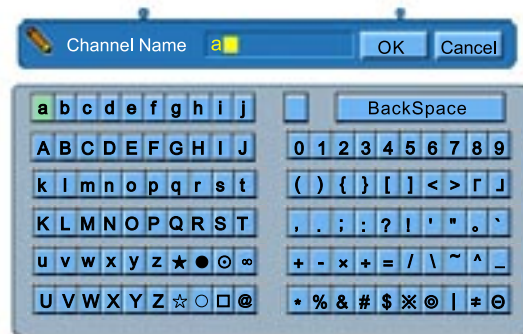 Channel Name a OK Cancel
a b c d e f g h i j BackSpace
A B C D E F G H I J 0 1 2 3 4 5 6 7 8 9
k l m n o p q r s t ( ) { } [ ] < > Γ ⅃
K L M N O P Q R S T , . ; : ? ! ' " 。 `
u v w x y z ★ ● ⊙ ∞ + - × + = / \ ~ ^ _
U V W X Y Z ☆ ○ □ @ * % & # $ ※ ◎ | ≠ Θ